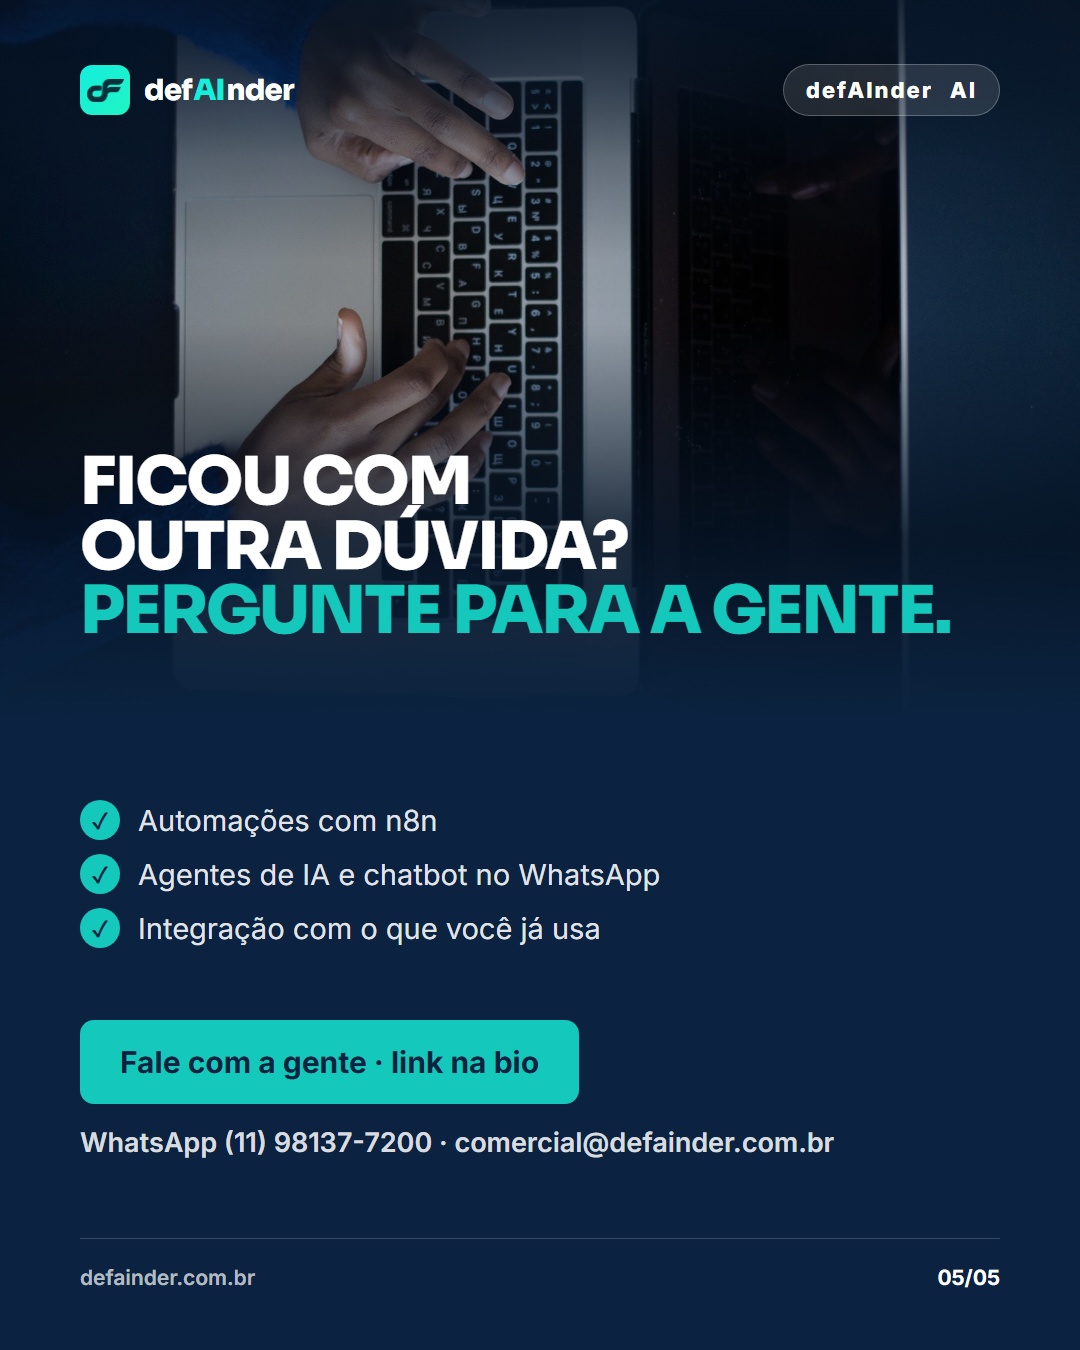 defAInder
defAInder AI
FICOU COM
OUTRA DÚVIDA?
PERGUNTE PARA A GENTE.
✓ Automações com n8n
✓ Agentes de IA e chatbot no WhatsApp
✓ Integração com o que você já usa
Fale com a gente · link na bio
WhatsApp (11) 98137-7200 · comercial@defainder.com.br
defainder.com.br
05/05